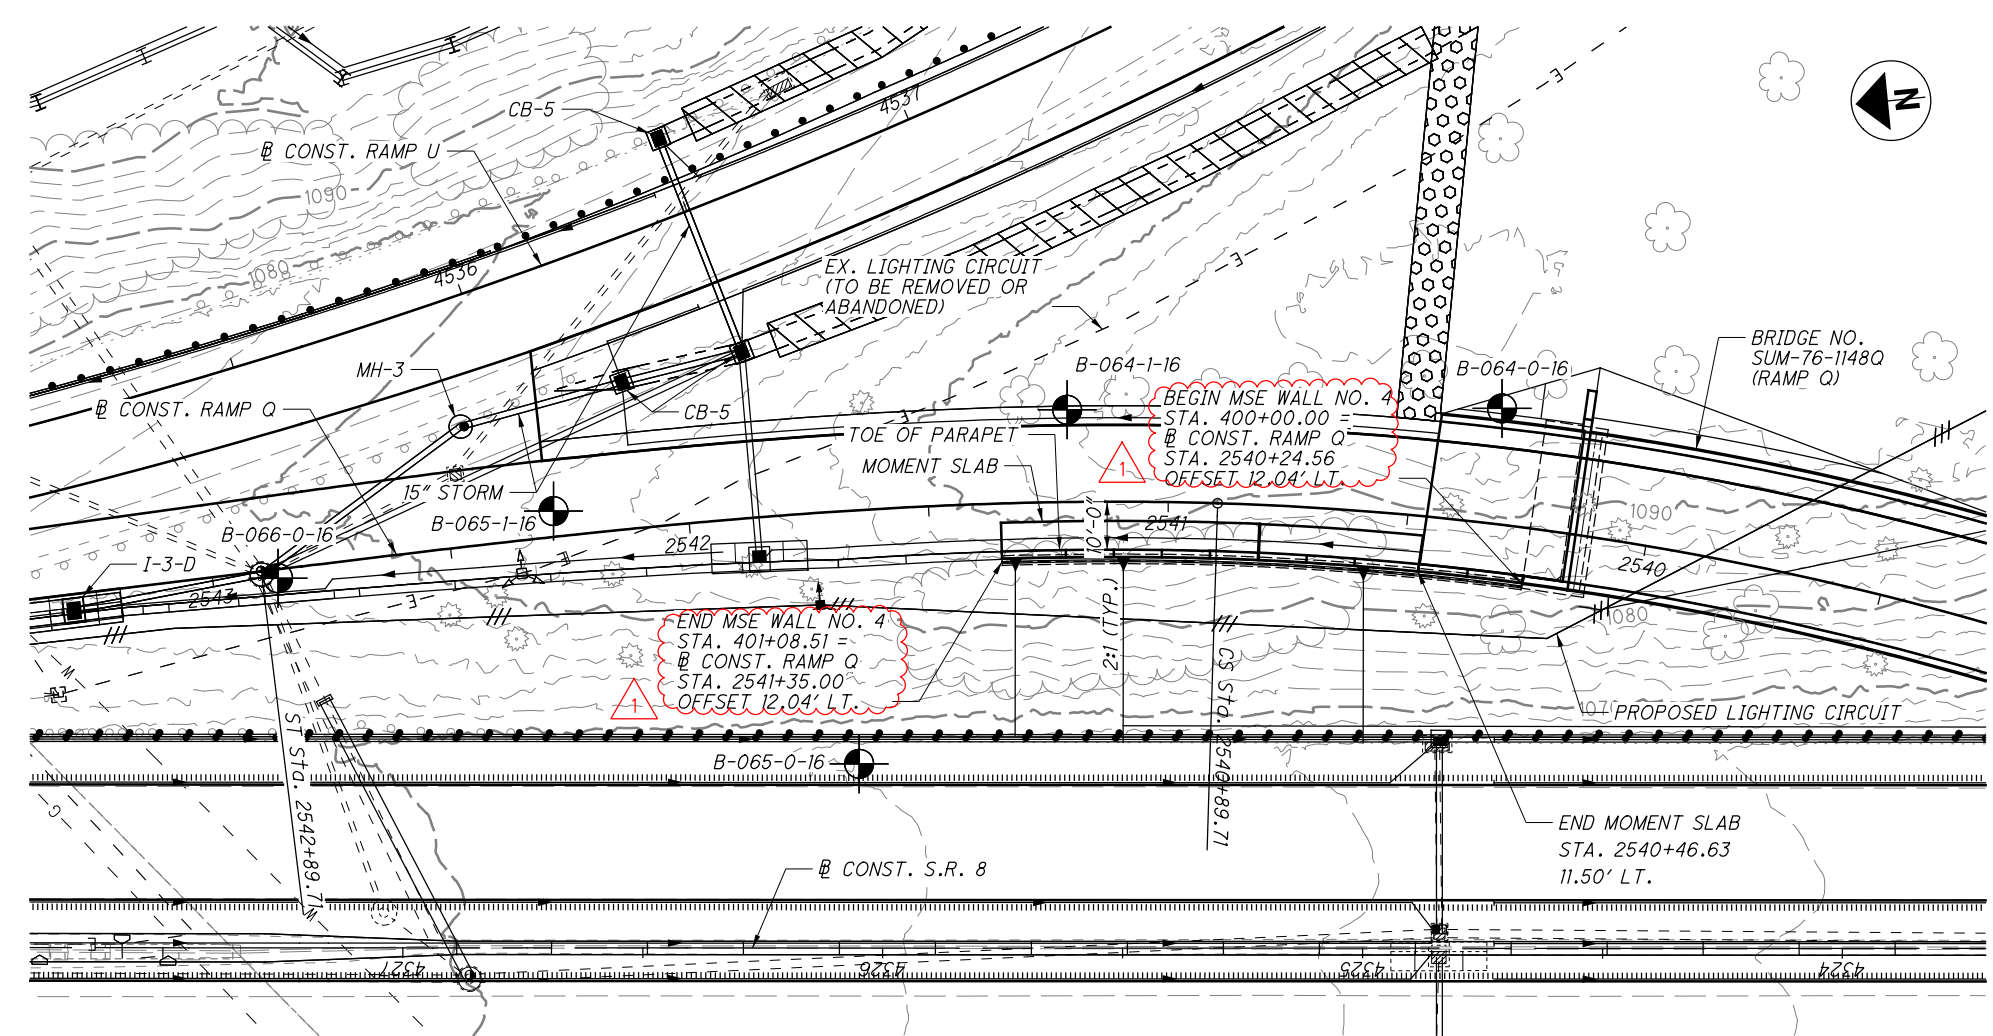 CB-5
4537
N
℄ CONST. RAMP U
1090
1080
4536
EX. LIGHTING CIRCUIT
(TO BE REMOVED OR
ABANDONED)
E
E
BRIDGE NO.
SUM-76-1148Q
(RAMP Q)
MH-3
B-064-1-16
B-064-0-16
℄ CONST. RAMP Q
CB-5
E
BEGIN MSE WALL NO. 4
STA. 400+00.00 =
℄ CONST. RAMP Q
STA. 2540+24.56
OFFSET 12.04' LT.
1
TOE OF PARAPET
MOMENT SLAB
15" STORM
B-065-1-16
B-066-0-16
I-3-D
2543
2542
2541
10'-0"
1090
2540
1080
E
E
END MSE WALL NO. 4
STA. 401+08.51 =
℄ CONST. RAMP Q
STA. 2541+35.00
OFFSET 12.04' LT.
1
2:1 (TYP.)
CS Sta. 2540+89.71
ST Sta. 2542+89.71
1070
PROPOSED LIGHTING CIRCUIT
B-065-0-16
G
END MOMENT SLAB
STA. 2540+46.63
11.50' LT.
℄ CONST. S.R. 8
4327
4326
4325
4324